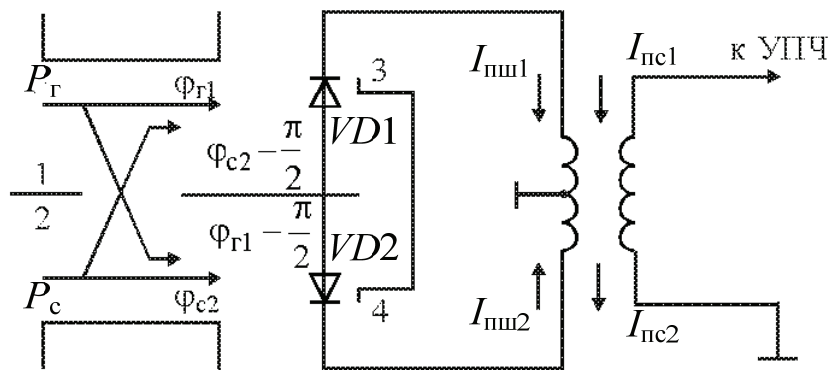 Pг
φг1
1
2
Pс
φс2
φс2 − π/2
φг1 − π/2
3
VD1
VD2
4
Iпш1
Iпс1
к УПЧ
Iпш2
Iпс2